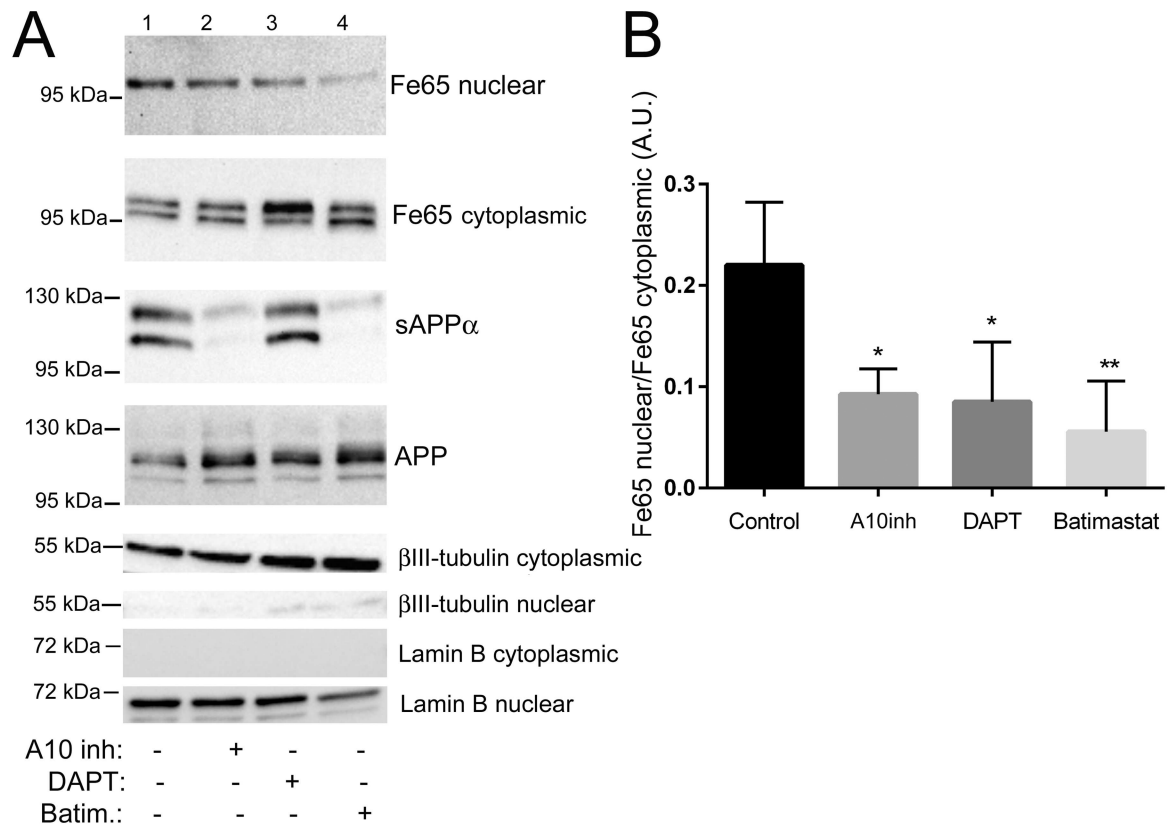 A
1 2 3 4
95 kDa
Fe65 nuclear
95 kDa
Fe65 cytoplasmic
130 kDa
sAPPα
95 kDa
130 kDa
APP
95 kDa
55 kDa
βIII-tubulin cytoplasmic
55 kDa
βIII-tubulin nuclear
72 kDa
Lamin B cytoplasmic
72 kDa
Lamin B nuclear
A10 inh: - + - -
DAPT: - - + -
Batim.: - - - +
B
Fe65 nuclear/Fe65 cytoplasmic (A.U.)
0.3
0.2
0.1
0.0
* * **
Control A10inh DAPT Batimastat